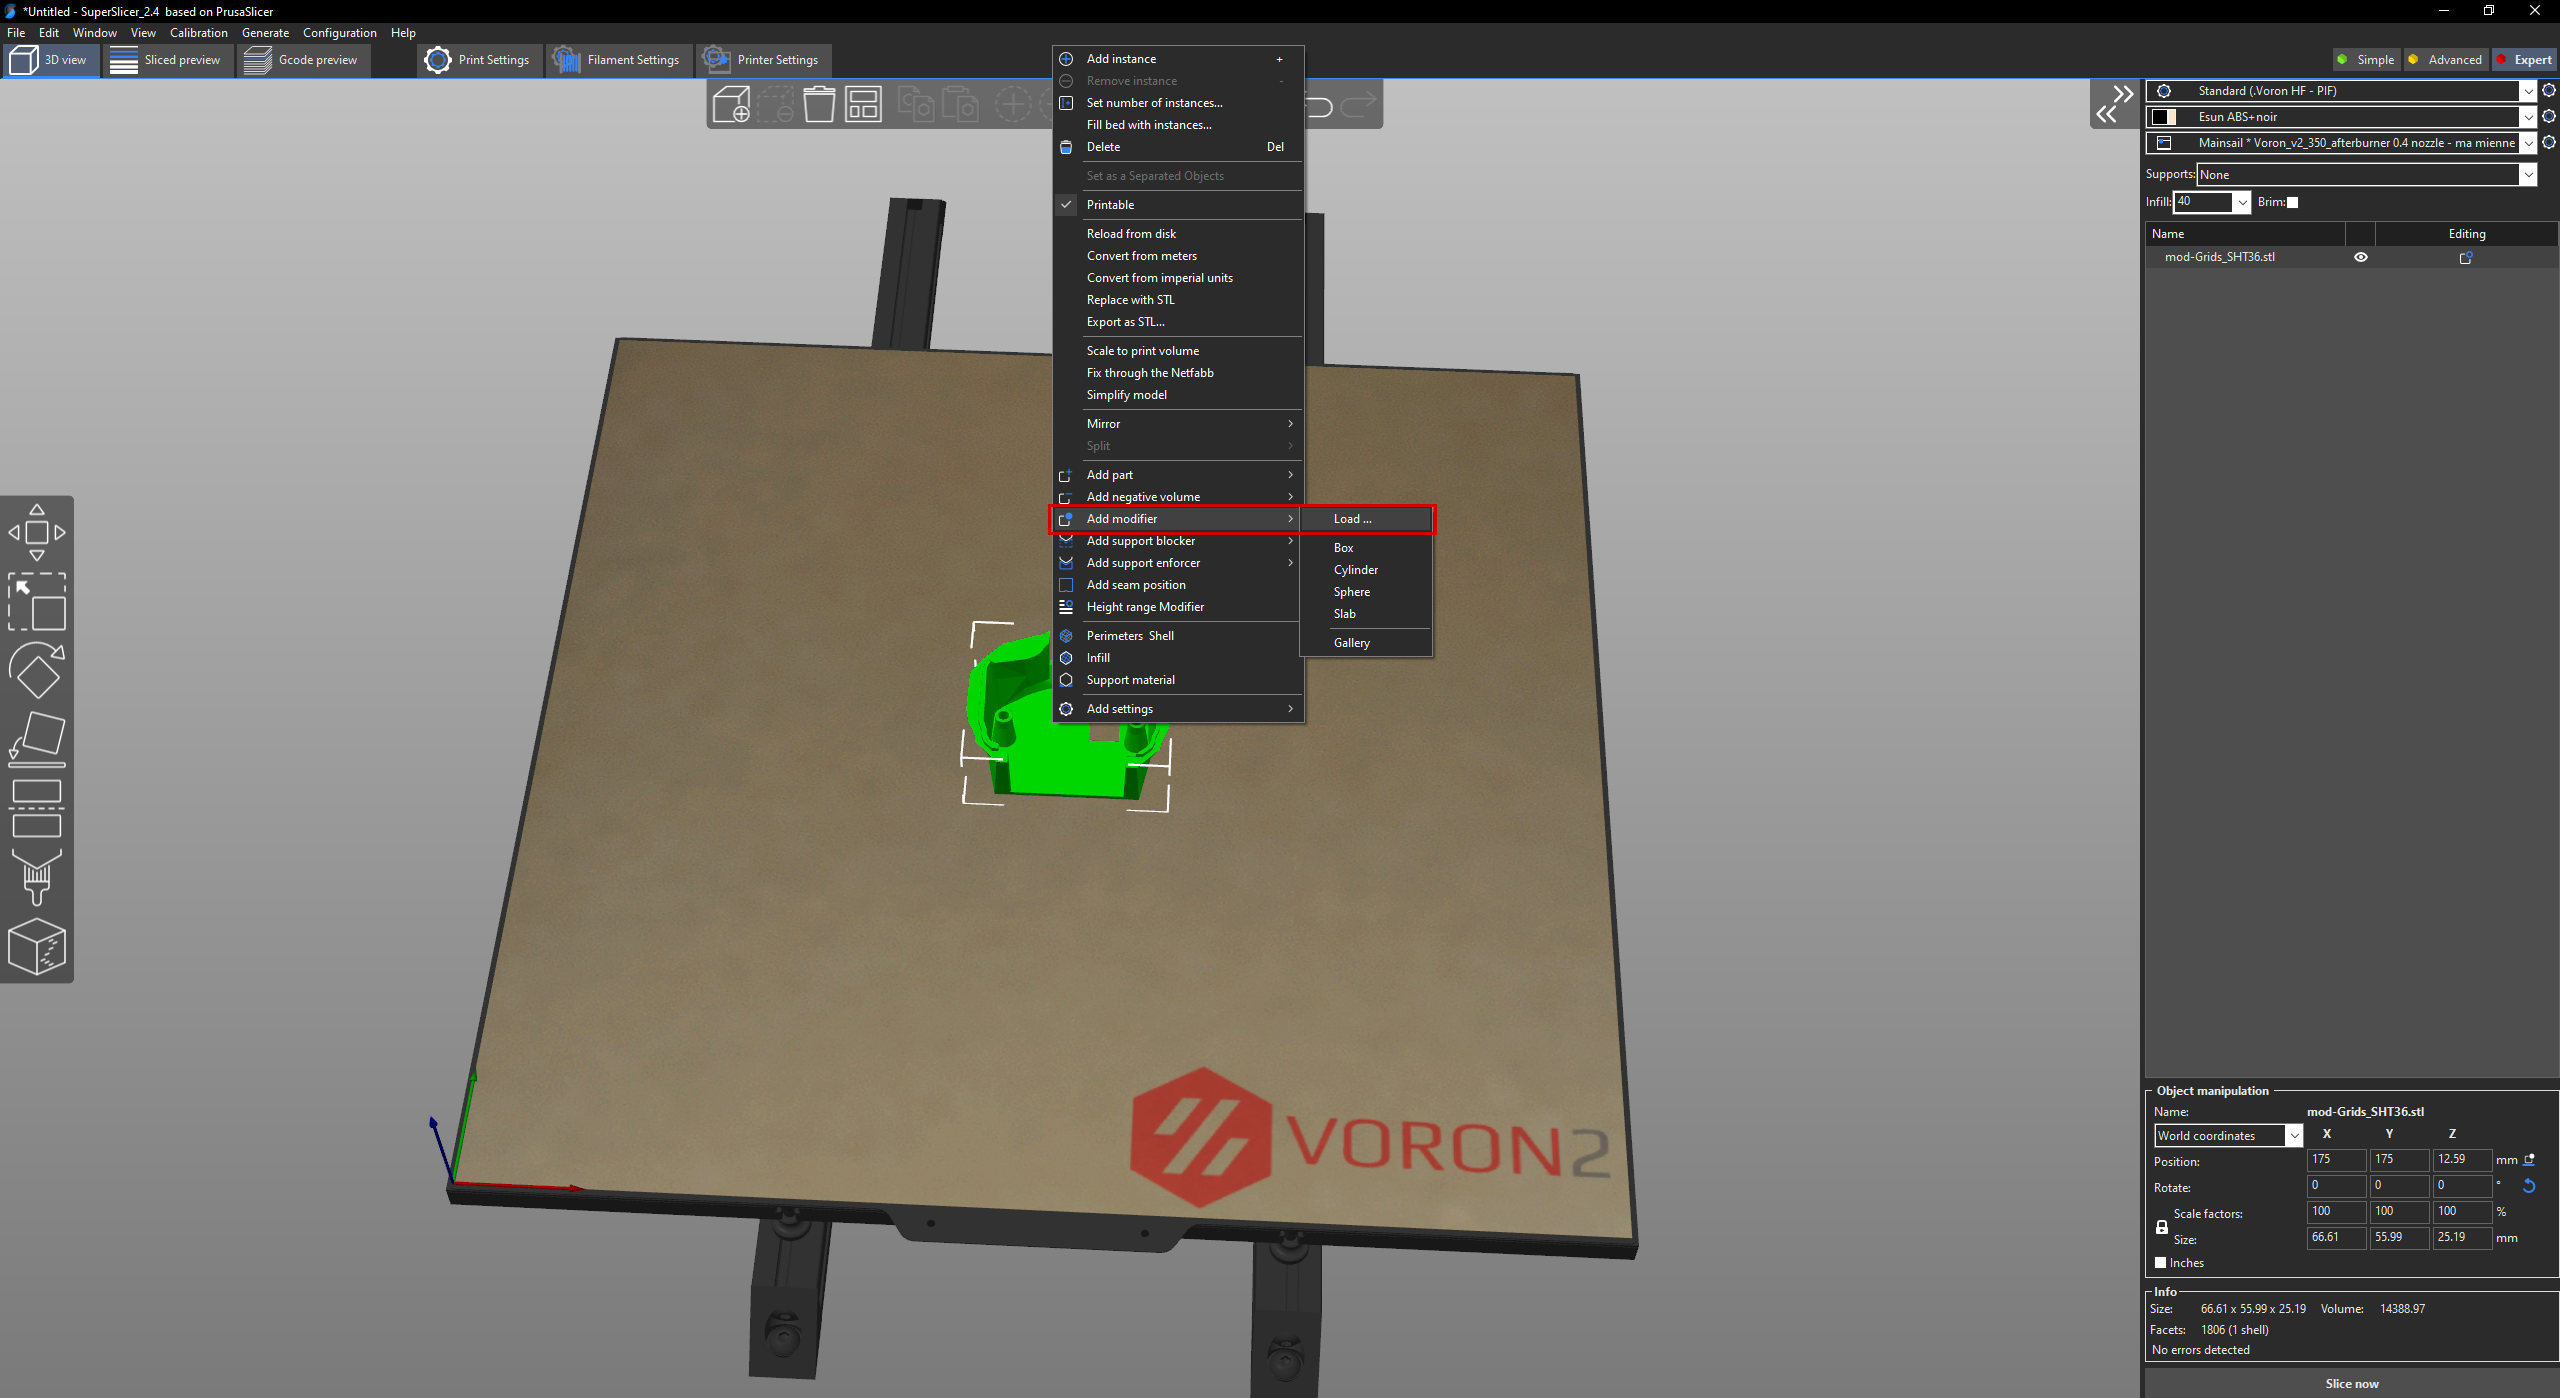 *Untitled - SuperSlicer_2.4  based on PrusaSlicer
File Edit Window View Calibration Generate Configuration Help
3D view Sliced preview Gcode preview Print Settings Filament Settings Printer Settings Simple Advanced Expert
Add instance +
Remove instance -
Set number of instances...
Fill bed with instances...
Delete Del
Set as a Separated Objects
Printable
Reload from disk
Convert from meters
Convert from imperial units
Replace with STL
Export as STL...
Scale to print volume
Fix through the Netfabb
Simplify model
Mirror
Split
Add part
Add negative volume
Add modifier
Add support blocker
Add support enforcer
Add seam position
Height range Modifier
Perimeters  Shell
Infill
Support material
Add settings
Load ...
Box
Cylinder
Sphere
Slab
Gallery
VORON2
Standard (.Voron HF - PIF)
Esun ABS+noir
Mainsail * Voron_v2_350_afterburner 0.4 nozzle - ma mienne
Supports: None
Infill: 40 Brim:
Name Editing
mod-Grids_SHT36.stl
Object manipulation
Name: mod-Grids_SHT36.stl
World coordinates X Y Z
Position: 175 175 12.59 mm
Rotate: 0 0 0 °
Scale factors: 100 100 100 %
Size: 66.61 55.99 25.19 mm
Inches
Info
Size: 66.61 x 55.99 x 25.19 Volume: 14388.97
Facets: 1806 (1 shell)
No errors detected
Slice now